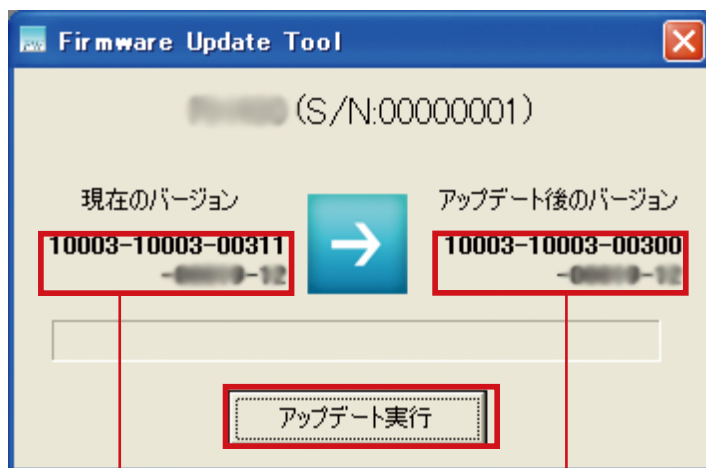 Firmware Update Tool
(S/N:00000001)
現在のバージョン
アップデート後のバージョン
10003-10003-00311
10003-10003-00300
-12
-12
アップデート実行